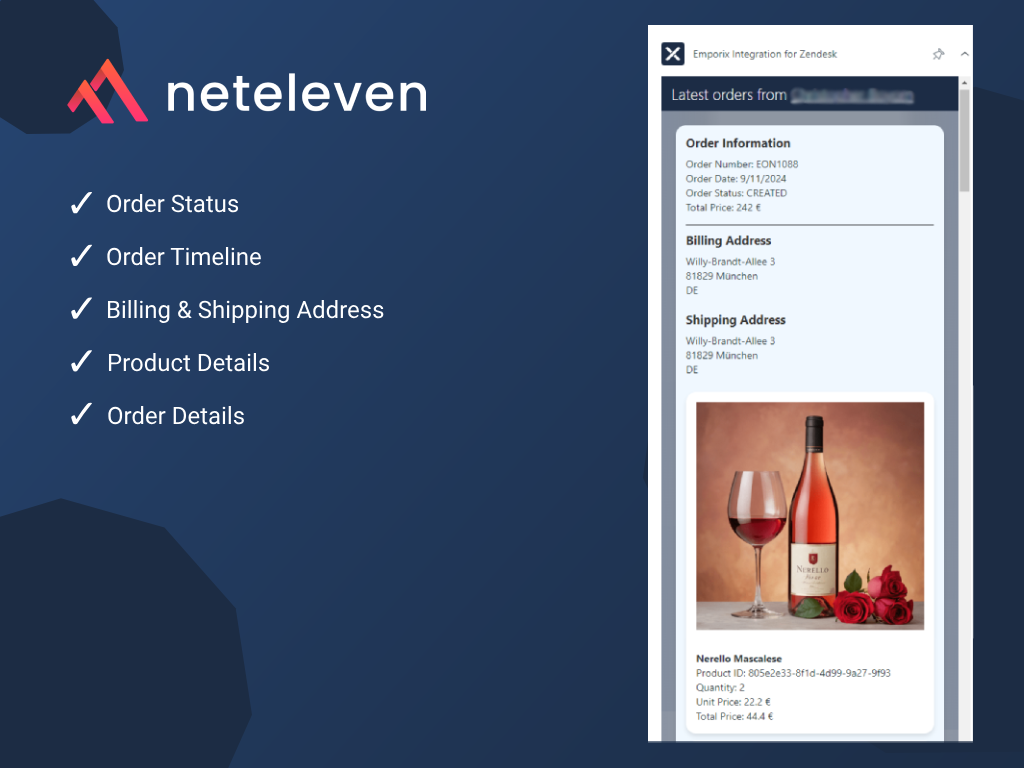 neteleven
✓ Order Status
✓ Order Timeline
✓ Billing & Shipping Address
✓ Product Details
✓ Order Details
Emporix Integration for Zendesk
Latest orders from
Order Information
Order Number: EON1088
Order Date: 9/11/2024
Order Status: CREATED
Total Price: 242 €
Billing Address
Willy-Brandt-Allee 3
81829 München
DE
Shipping Address
Willy-Brandt-Allee 3
81829 München
DE
NERELLO
Nerello Mascalese
Product ID: 805e2e33-8f1d-4d99-9a27-9f93
Quantity: 2
Unit Price: 22.2 €
Total Price: 44.4 €